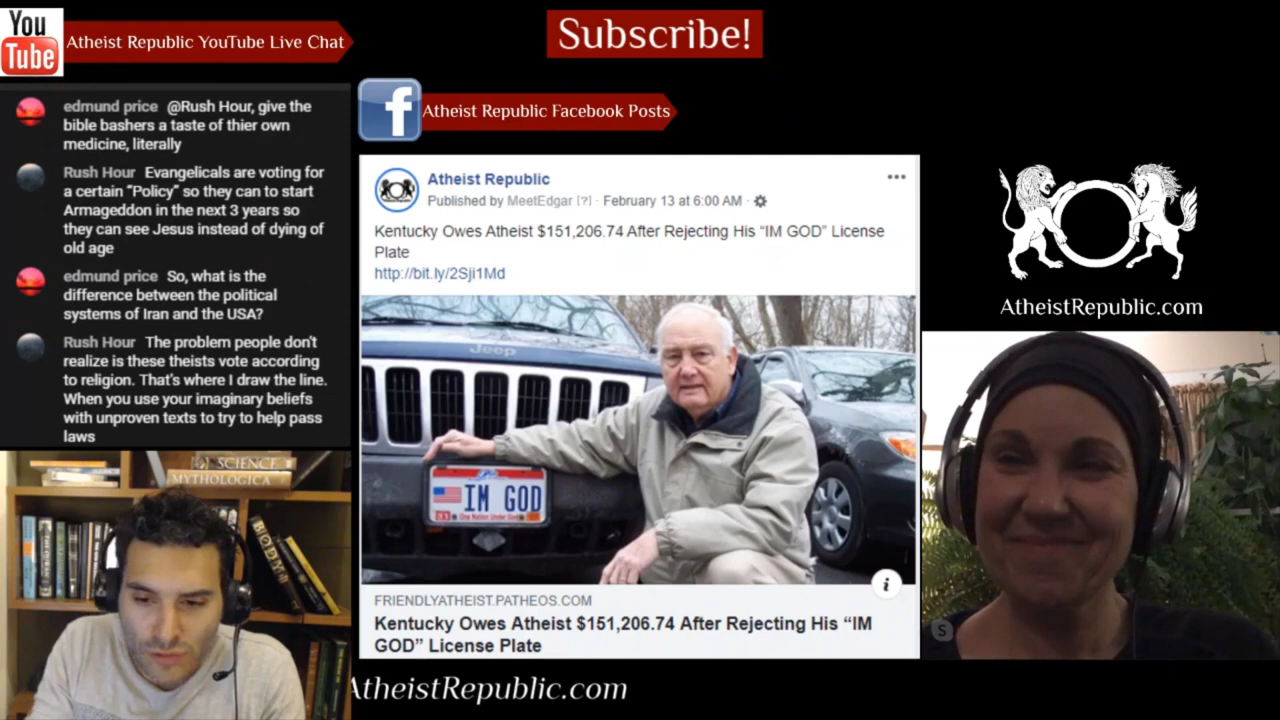 You
Tube
Atheist Republic YouTube Live Chat
Subscribe!
edmund price @Rush Hour, give the
bible bashers a taste of thier own
medicine, literally
Rush Hour Evangelicals are voting for
a certain “Policy” so they can to start
Armageddon in the next 3 years so
they can see Jesus instead of dying of
old age
edmund price So, what is the
difference between the political
systems of Iran and the USA?
Rush Hour The problem people don't
realize is these theists vote according
to religion. That's where I draw the line.
When you use your imaginary beliefs
with unproven texts to try to help pass
laws
f
Atheist Republic Facebook Posts
Atheist Republic
Published by MeetEdgar [?] · February 13 at 6:00 AM ·
Kentucky Owes Atheist $151,206.74 After Rejecting His “IM GOD” License
Plate
http://bit.ly/2Sji1Md
Jeep
IM GOD
One Nation Under God
i
FRIENDLYATHEIST.PATHEOS.COM
Kentucky Owes Atheist $151,206.74 After Rejecting His “IM
GOD” License Plate
AtheistRepublic.com
SCIENCE
MYTHOLOGICA
BODY
S
AtheistRepublic.com